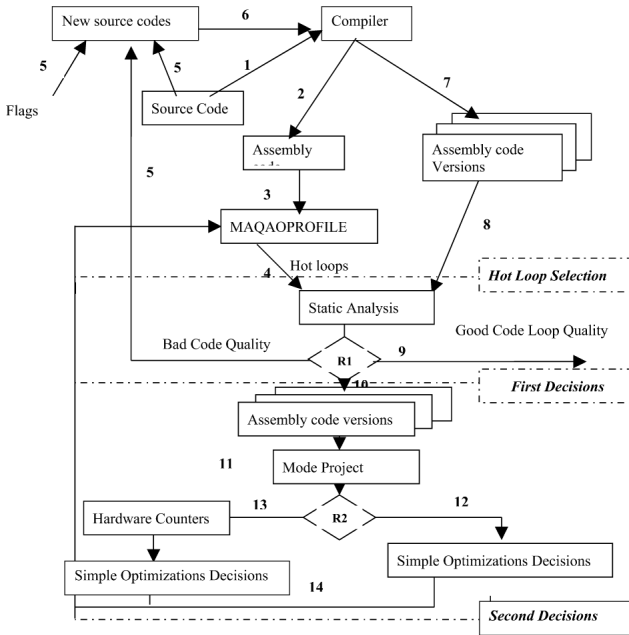 New source codes
6
Compiler
5
5
1
7
Flags
Source Code
2
Assembly
Assembly code
Versions
5
3
MAQAOPROFILE
8
Hot loops
4
Hot Loop Selection
Static Analysis
Good Code Loop Quality
Bad Code Quality
R1
9
10
First Decisions
Assembly code versions
11
Mode Project
13
12
Hardware Counters
R2
Simple Optimizations Decisions
Simple Optimizations Decisions
14
Second Decisions